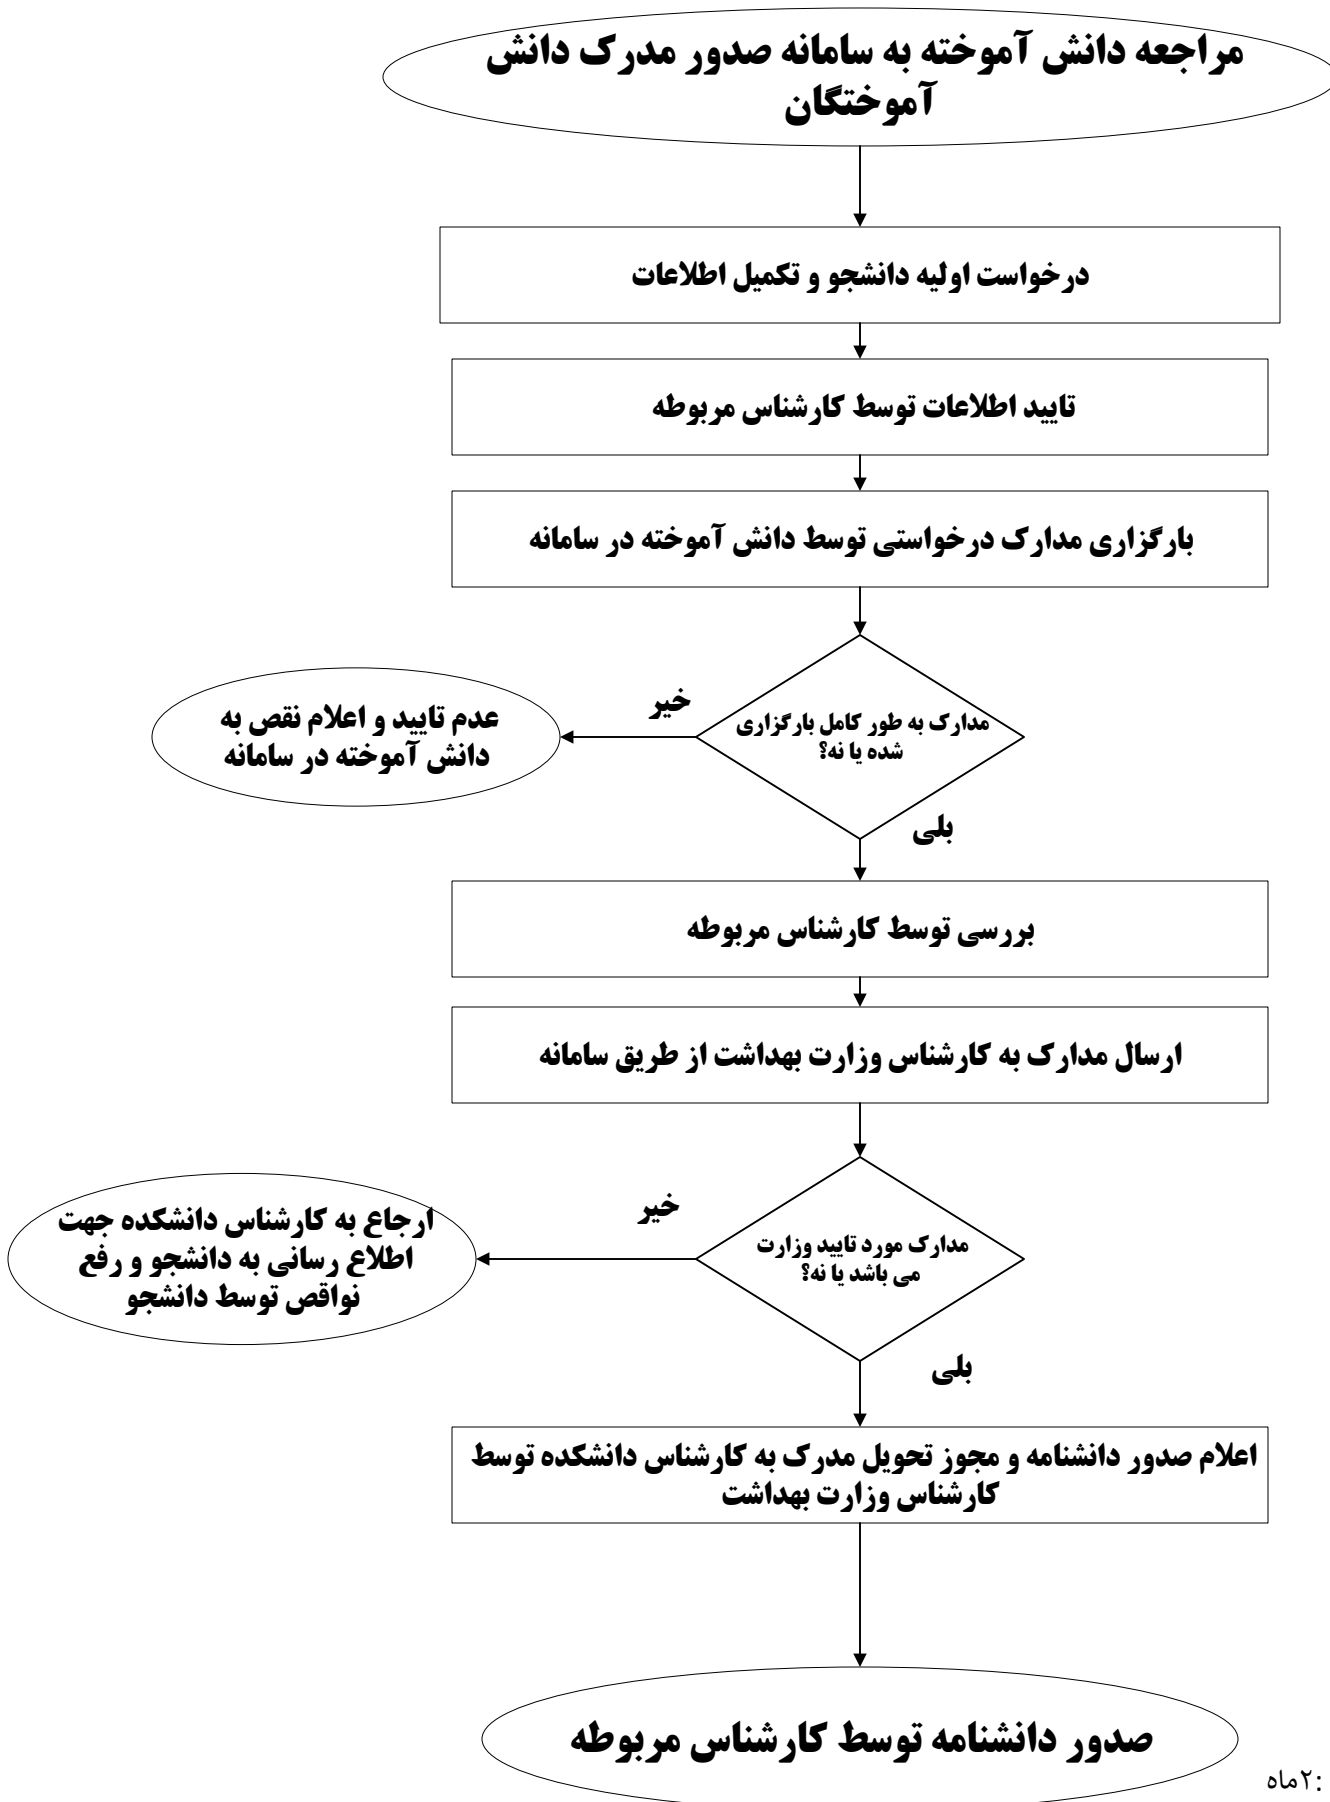 مراجعه دانش آموخته به سامانه صدور مدرک دانش
آموختگان
درخواست اولیه دانشجو و تکمیل اطلاعات
تایید اطلاعات توسط کارشناس مربوطه
بارگزاری مدارک درخواستی توسط دانش آموخته در سامانه
مدارک به طور کامل بارگزاری
شده یا نه؟
خیر
عدم تایید و اعلام نقص به
دانش آموخته در سامانه
بلی
بررسی توسط کارشناس مربوطه
ارسال مدارک به کارشناس وزارت بهداشت از طریق سامانه
مدارک مورد تایید وزارت
می باشد یا نه؟
خیر
ارجاع به کارشناس دانشکده جهت
اطلاع رسانی به دانشجو و رفع
نواقص توسط دانشجو
بلی
اعلام صدور دانشنامه و مجوز تحویل مدرک به کارشناس دانشکده توسط
کارشناس وزارت بهداشت
صدور دانشنامه توسط کارشناس مربوطه
:۲ماه